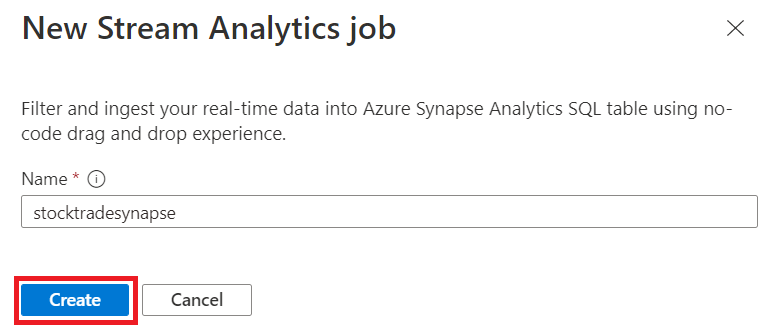 New Stream Analytics job
Filter and ingest your real-time data into Azure Synapse Analytics SQL table using no-
code drag and drop experience.
Name *
stocktradesynapse
Create Cancel